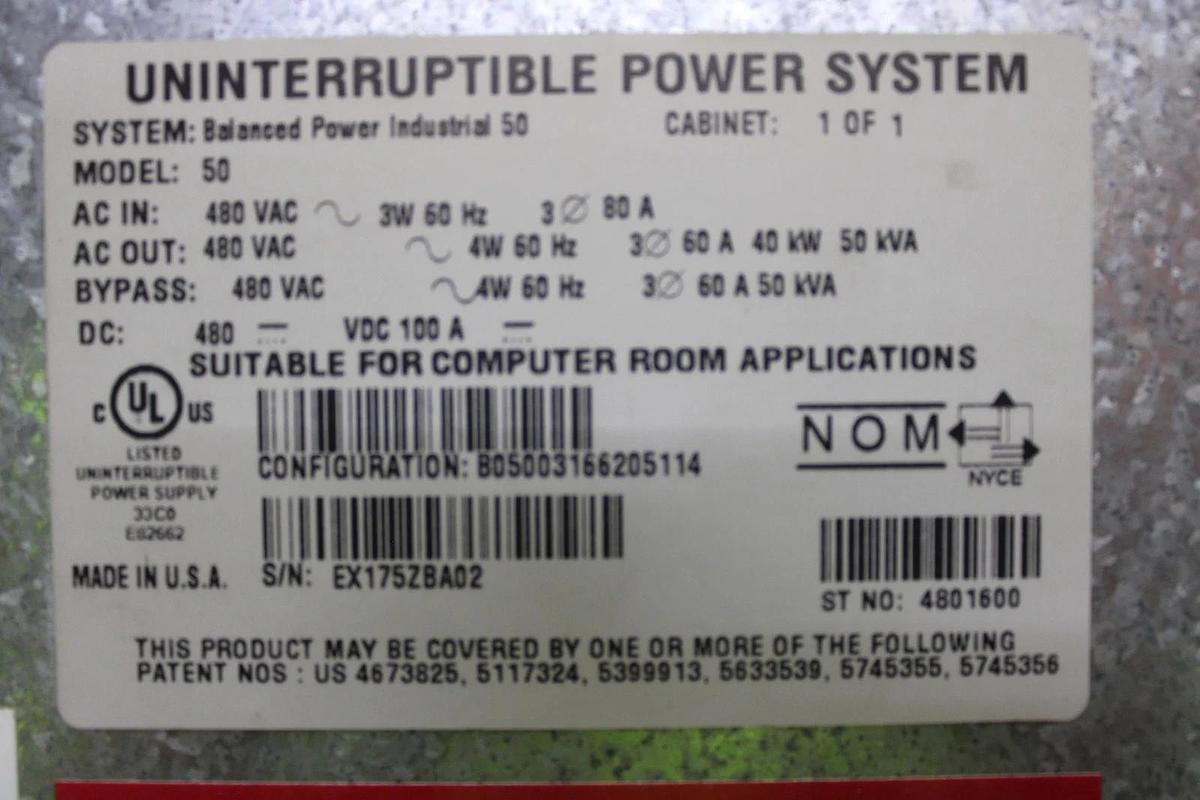 UNINTERRUPTIBLE POWER SYSTEM
SYSTEM: Balanced Power Industrial 50 CABINET: 1 OF 1
MODEL: 50
AC IN: 480 VAC ~ 3W 60 Hz 3∅ 80 A
AC OUT: 480 VAC ~ 4W 60 Hz 3∅ 60 A 40 kW 50 kVA
BYPASS: 480 VAC ~ 4W 60 Hz 3∅ 60 A 50 kVA
DC: 480 ⎓ VDC 100 A ⎓
SUITABLE FOR COMPUTER ROOM APPLICATIONS
C UL US
LISTED
UNINTERRUPTIBLE
POWER SUPPLY
33C0
E82662
MADE IN U.S.A.
CONFIGURATION: B05003166205114
S/N: EX175ZBA02
NOM
NYCE
ST NO: 4801600
THIS PRODUCT MAY BE COVERED BY ONE OR MORE OF THE FOLLOWING
PATENT NOS : US 4673825, 5117324, 5399913, 5633539, 5745355, 5745356